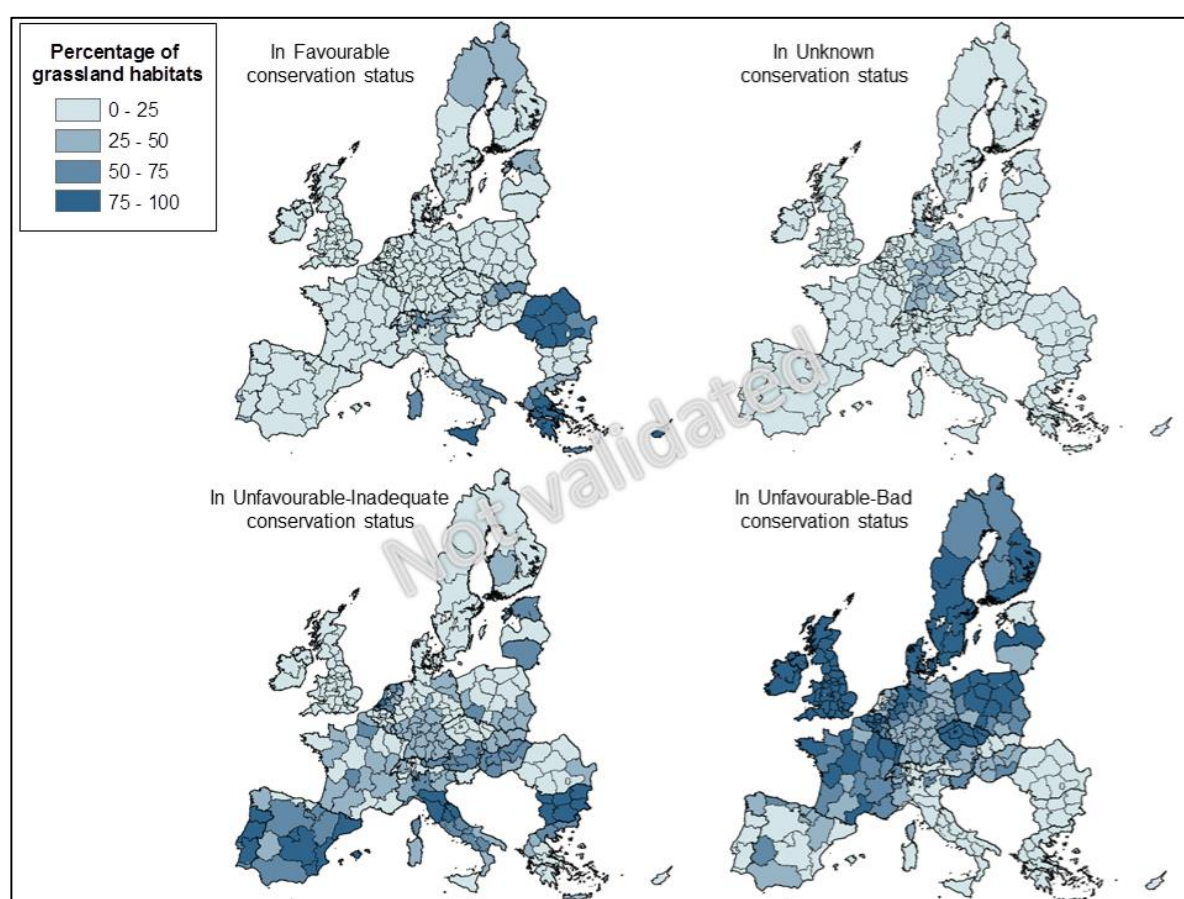 Percentage of
grassland habitats
0 - 25
25 - 50
50 - 75
75 - 100
In Favourable
conservation status
In Unknown
conservation status
Not validated
In Unfavourable-Inadequate
conservation status
In Unfavourable-Bad
conservation status